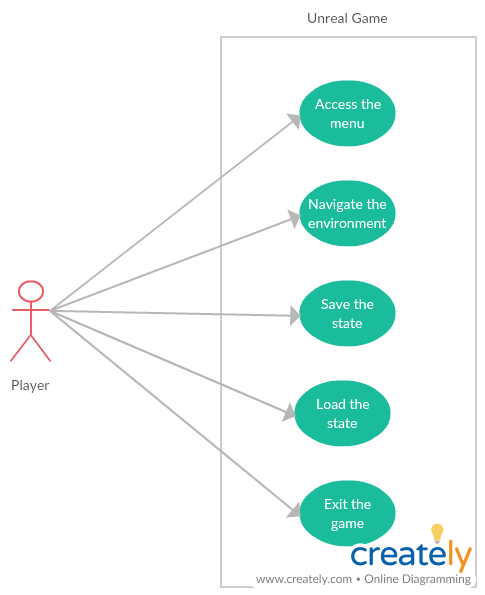 Unreal Game
Access the
menu
Navigate the
environment
Save the
state
Player
Load the
state
Exit the
game
creately
www.creately.com • Online Diagramming